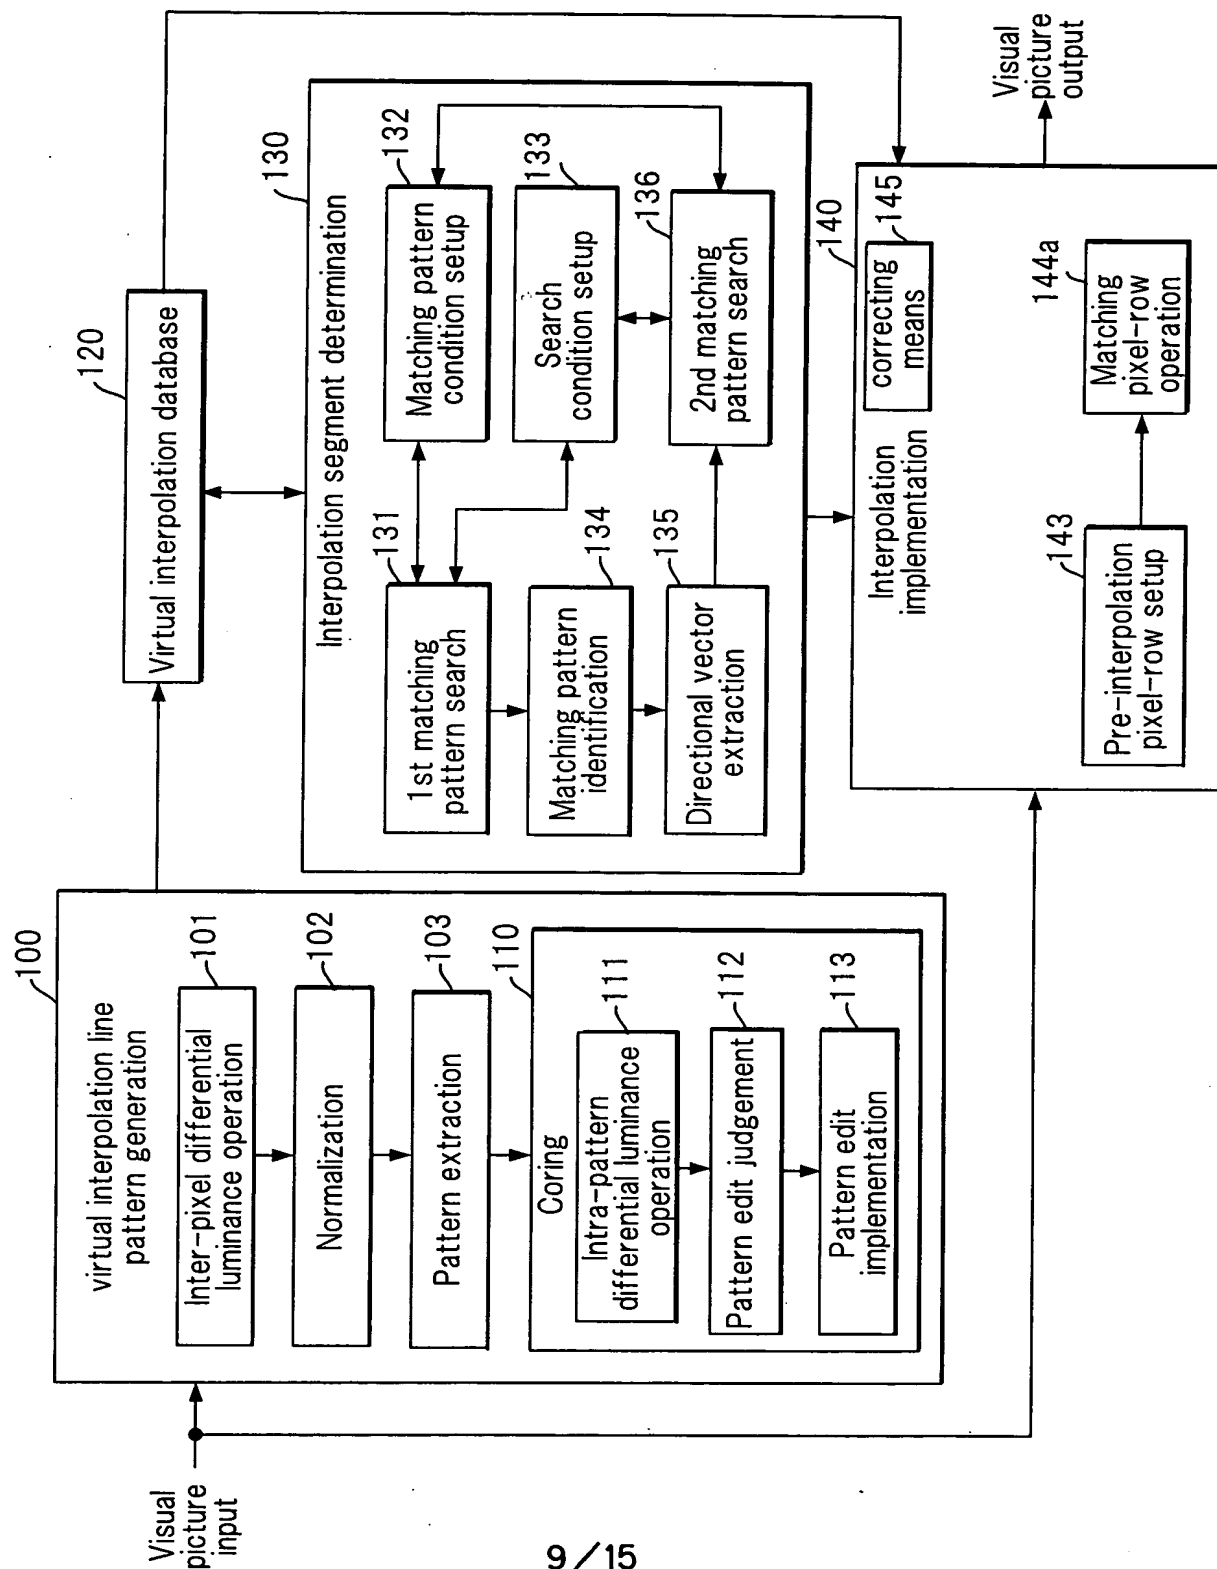 Visual
picture
input
100
virtual interpolation line
pattern generation
101
Inter-pixel differential
luminance operation
102
Normalization
103
Pattern extraction
110
Coring
111
Intra-pattern
differential luminance
operation
112
Pattern edit judgement
113
Pattern edit
implementation
120
Virtual interpolation database
130
Interpolation segment determination
131
1st matching
pattern search
132
Matching pattern
condition setup
133
Search
condition setup
134
Matching pattern
identification
135
Directional vector
extraction
136
2nd matching
pattern search
140
Interpolation
implementation
145
correcting
means
143
Pre-interpolation
pixel-row setup
144a
Matching
pixel-row
operation
Visual
picture
output
9/15